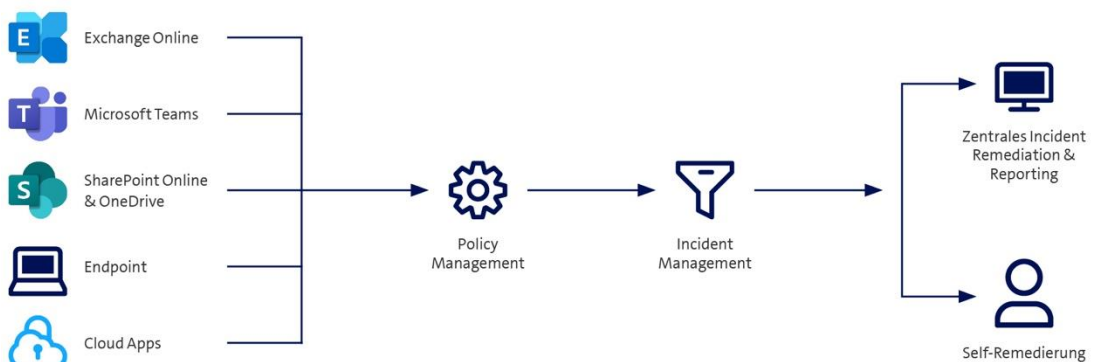 E
Exchange Online
T
Microsoft Teams
S
SharePoint Online
& OneDrive
Endpoint
Cloud Apps
Policy
Management
Incident
Management
Zentrales Incident
Remediation &
Reporting
Self-Remedierung